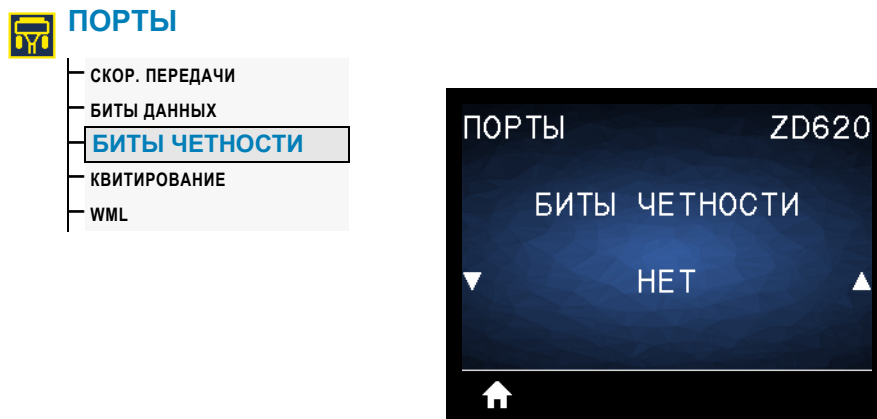 ПОРТЫ
СКОР. ПЕРЕДАЧИ
БИТЫ ДАННЫХ
БИТЫ ЧЕТНОСТИ
КВИТИРОВАНИЕ
WML
ПОРТЫ ZD620
БИТЫ ЧЕТНОСТИ
НЕТ